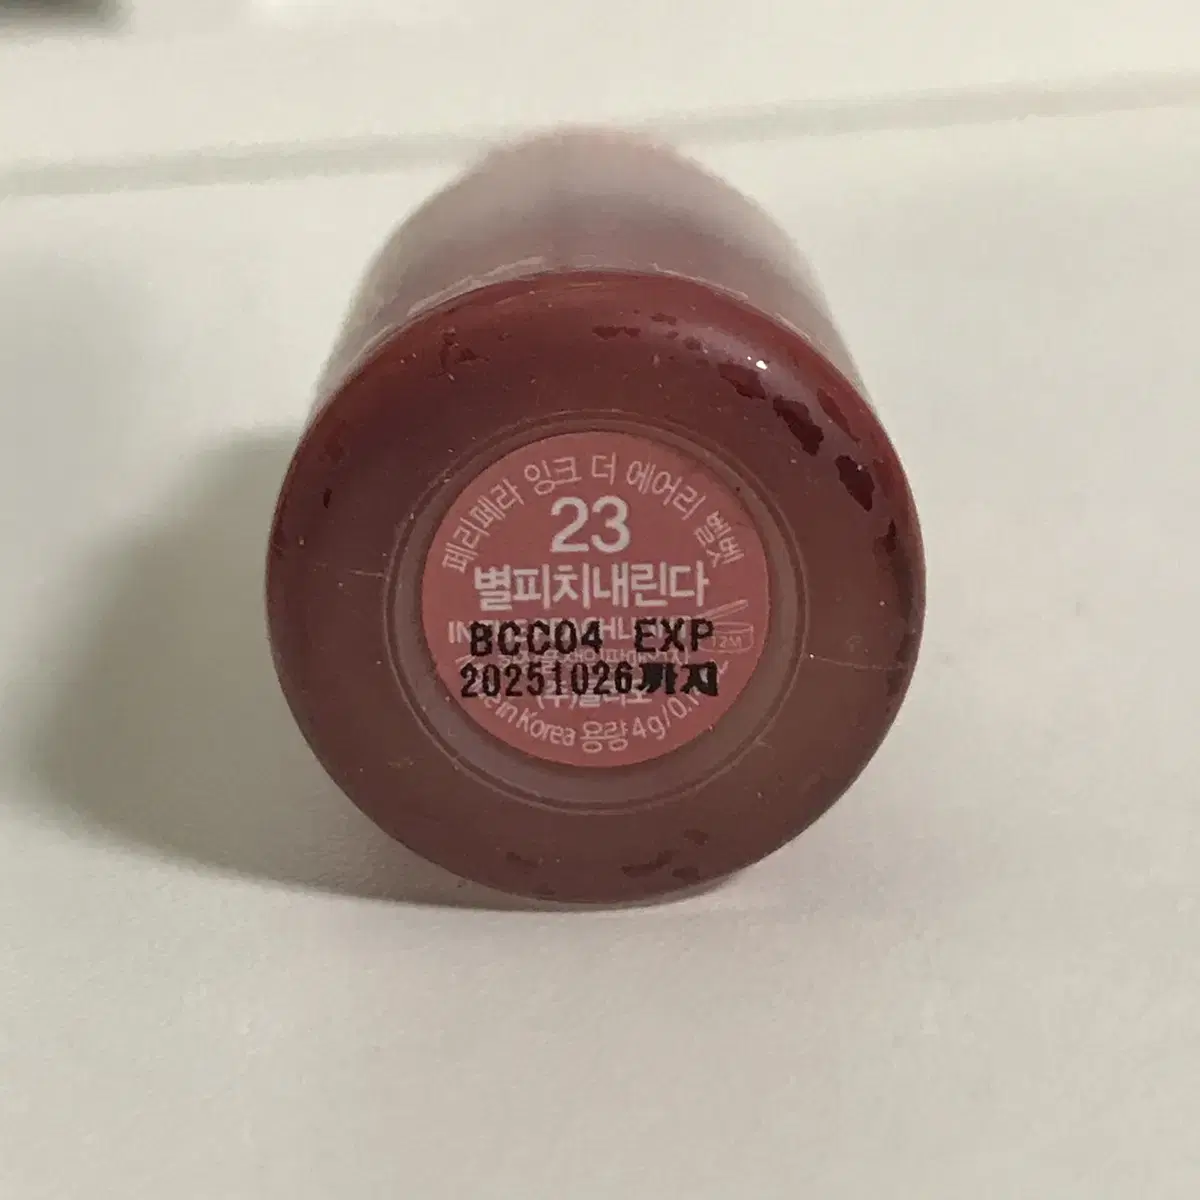 페리페라 잉크 더 에어리 벨벳
23
별피치내린다
BCC04 EXP
12M
20251026까지
in Korea 용량 4g/0.1